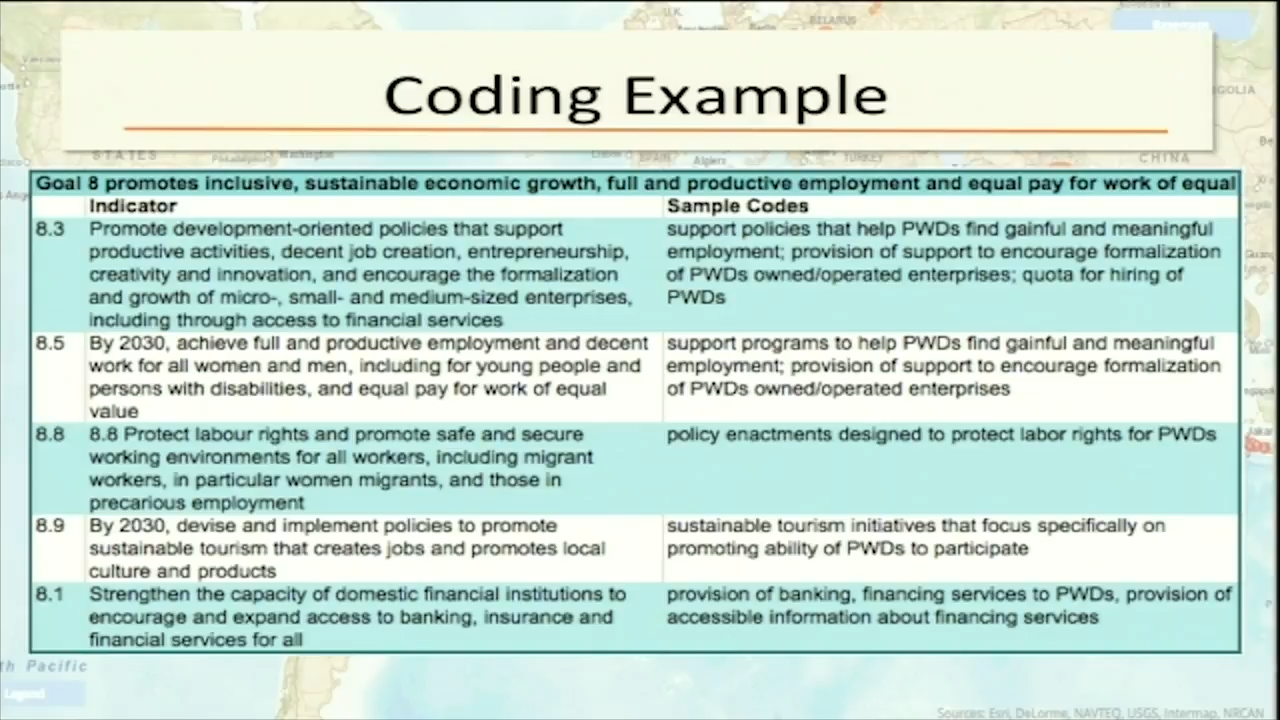 U.K.
BELARUS
Coding Example
GOLIA
STATES
Philadelphia
Washington
SPAIN
Algiers
TURKEY
CHINA
Goal 8 promotes inclusive, sustainable economic growth, full and productive employment and equal pay for work of equal
Indicator Sample Codes
8.3 Promote development-oriented policies that support
productive activities, decent job creation, entrepreneurship,
creativity and innovation, and encourage the formalization
and growth of micro-, small- and medium-sized enterprises,
including through access to financial services
support policies that help PWDs find gainful and meaningful
employment; provision of support to encourage formalization
of PWDs owned/operated enterprises; quota for hiring of
PWDs
8.5 By 2030, achieve full and productive employment and decent
work for all women and men, including for young people and
persons with disabilities, and equal pay for work of equal
value
support programs to help PWDs find gainful and meaningful
employment; provision of support to encourage formalization
of PWDs owned/operated enterprises
8.8 8.8 Protect labour rights and promote safe and secure
working environments for all workers, including migrant
workers, in particular women migrants, and those in
precarious employment
policy enactments designed to protect labor rights for PWDs
8.9 By 2030, devise and implement policies to promote
sustainable tourism that creates jobs and promotes local
culture and products
sustainable tourism initiatives that focus specifically on
promoting ability of PWDs to participate
8.1 Strengthen the capacity of domestic financial institutions to
encourage and expand access to banking, insurance and
financial services for all
provision of banking, financing services to PWDs, provision of
accessible information about financing services
th Pacific
Legend
Sources: Esri, DeLorme, NAVTEQ, USGS, Intermap, NRCAN